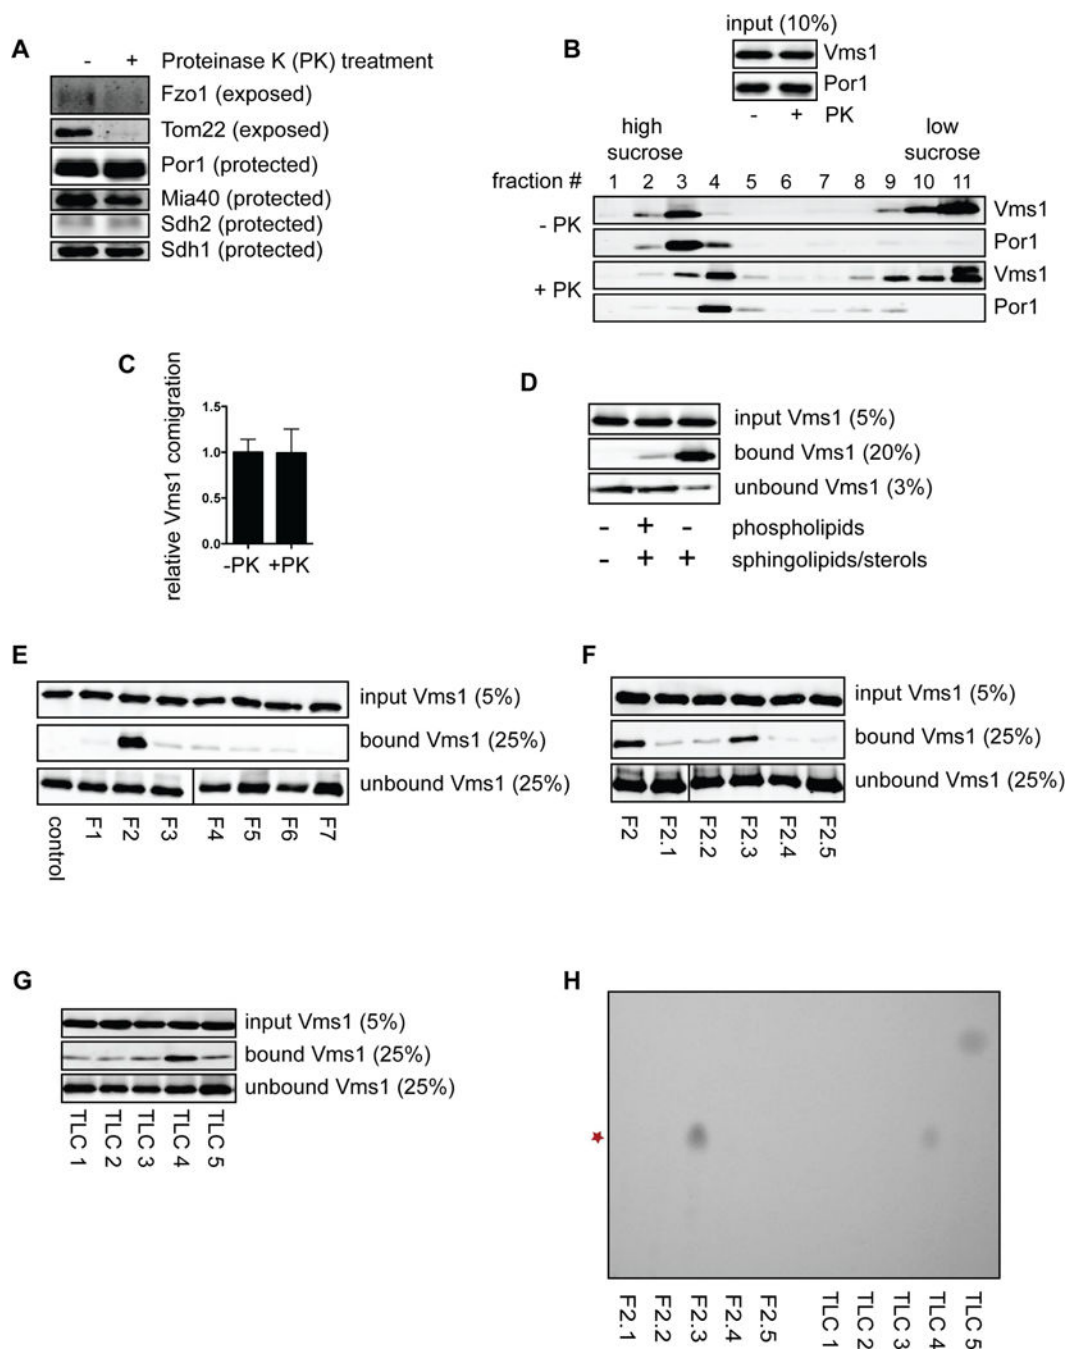 A
- + Proteinase K (PK) treatment
Fzo1 (exposed)
Tom22 (exposed)
Por1 (protected)
Mia40 (protected)
Sdh2 (protected)
Sdh1 (protected)
B
input (10%)
Vms1
Por1
- + PK
high sucrose
low sucrose
fraction # 1 2 3 4 5 6 7 8 9 10 11
- PK
Vms1
Por1
+ PK
Vms1
Por1
C
relative Vms1 comigration
1.5
1.0
0.5
0.0
-PK +PK
D
input Vms1 (5%)
bound Vms1 (20%)
unbound Vms1 (3%)
- + - phospholipids
- + + sphingolipids/sterols
E
input Vms1 (5%)
bound Vms1 (25%)
unbound Vms1 (25%)
control F1 F2 F3 F4 F5 F6 F7
F
input Vms1 (5%)
bound Vms1 (25%)
unbound Vms1 (25%)
F2 F2.1 F2.2 F2.3 F2.4 F2.5
G
input Vms1 (5%)
bound Vms1 (25%)
unbound Vms1 (25%)
TLC 1 TLC 2 TLC 3 TLC 4 TLC 5
H
F2.1 F2.2 F2.3 F2.4 F2.5 TLC 1 TLC 2 TLC 3 TLC 4 TLC 5